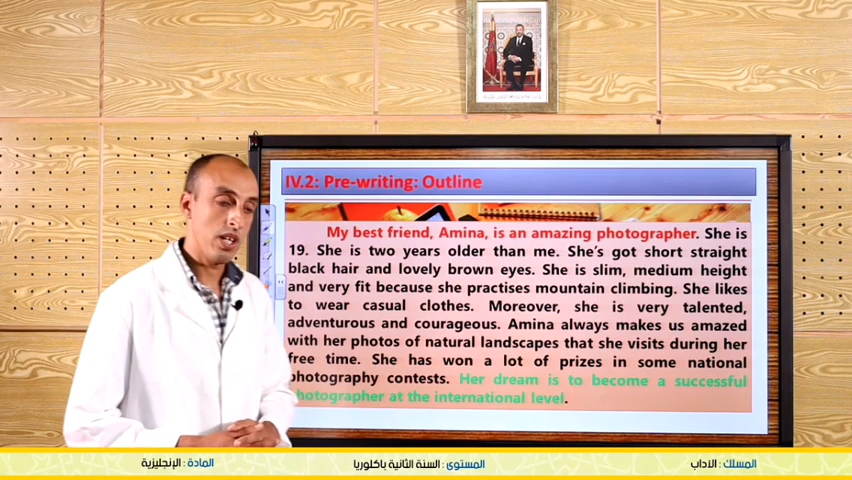 IV.2: Pre-writing: Outline
My best friend, Amina, is an amazing photographer. She is
19. She is two years older than me. She's got short straight
black hair and lovely brown eyes. She is slim, medium height
and very fit because she practises mountain climbing. She likes
to wear casual clothes. Moreover, she is very talented,
adventurous and courageous. Amina always makes us amazed
with her photos of natural landscapes that she visits during her
free time. She has won a lot of prizes in some national
photography contests. Her dream is to become a successful
photographer at the international level.
المسلك : الآداب
المستوى : السنة الثانية باكلوريا
المادة : الإنجليزية